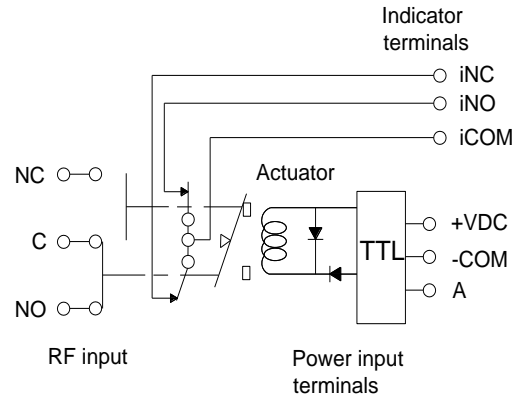 Indicator
terminals
iNC
iNO
iCOM
NC
Actuator
C
TTL
+VDC
-COM
A
NO
RF input
Power input
terminals